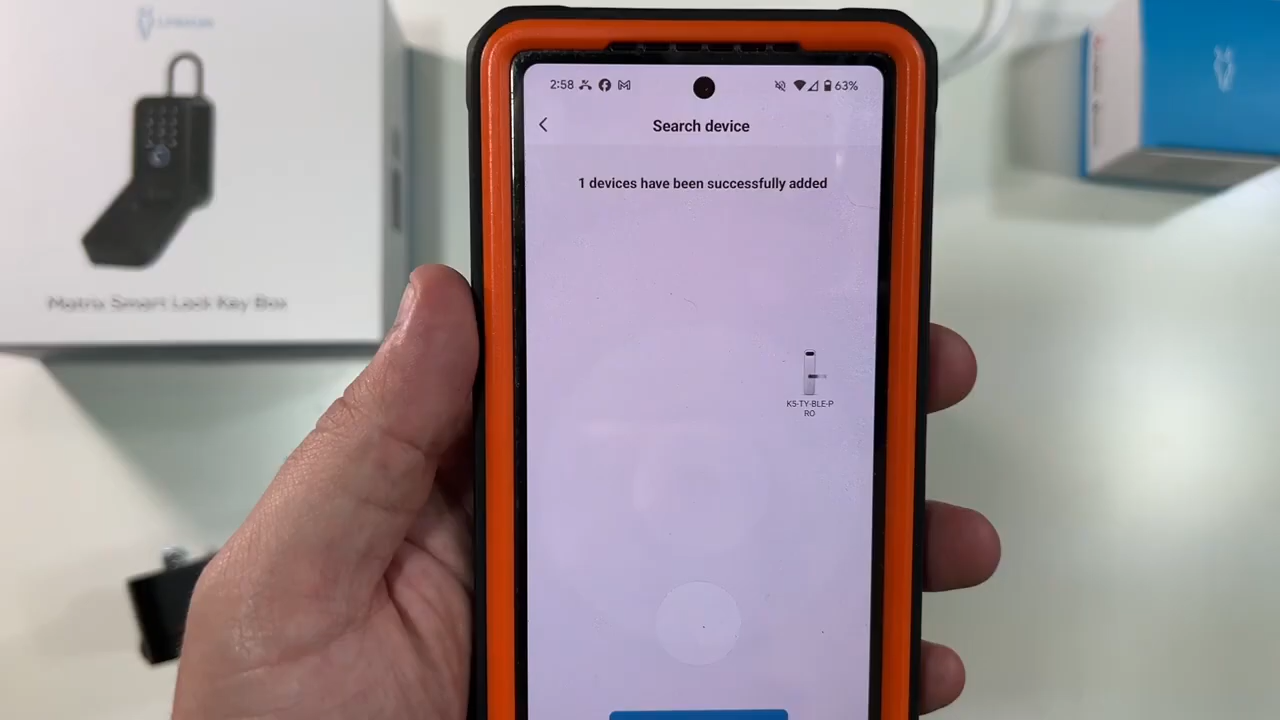 2:58
63%
Search device
1 devices have been successfully added
K5-TY-BLE-P
RO
Matrix Smart Lock Key Box